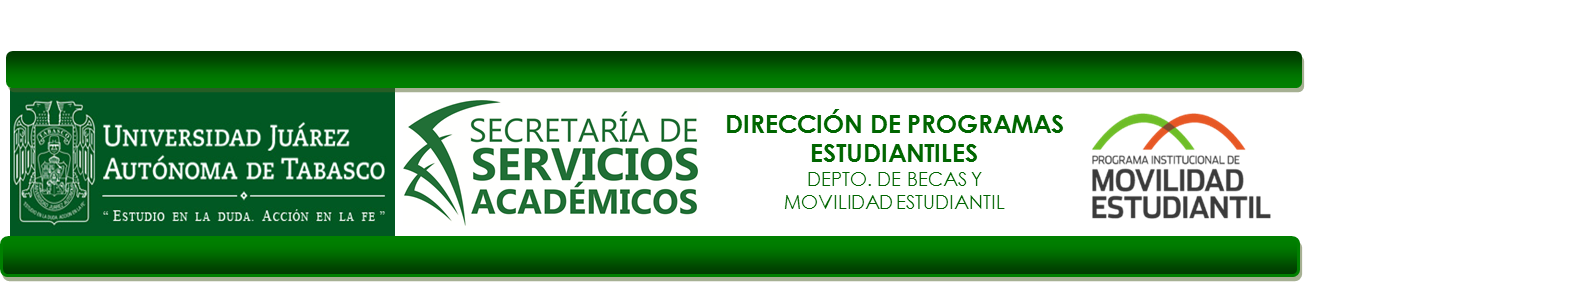 UNIVERSIDAD JUÁREZ
AUTÓNOMA DE TABASCO
“ ESTUDIO EN LA DUDA. ACCIÓN EN LA FE ”
SECRETARÍA DE
SERVICIOS
ACADÉMICOS
DIRECCIÓN DE PROGRAMAS
ESTUDIANTILES
DEPTO. DE BECAS Y
MOVILIDAD ESTUDIANTIL
PROGRAMA INSTITUCIONAL DE
MOVILIDAD
ESTUDIANTIL